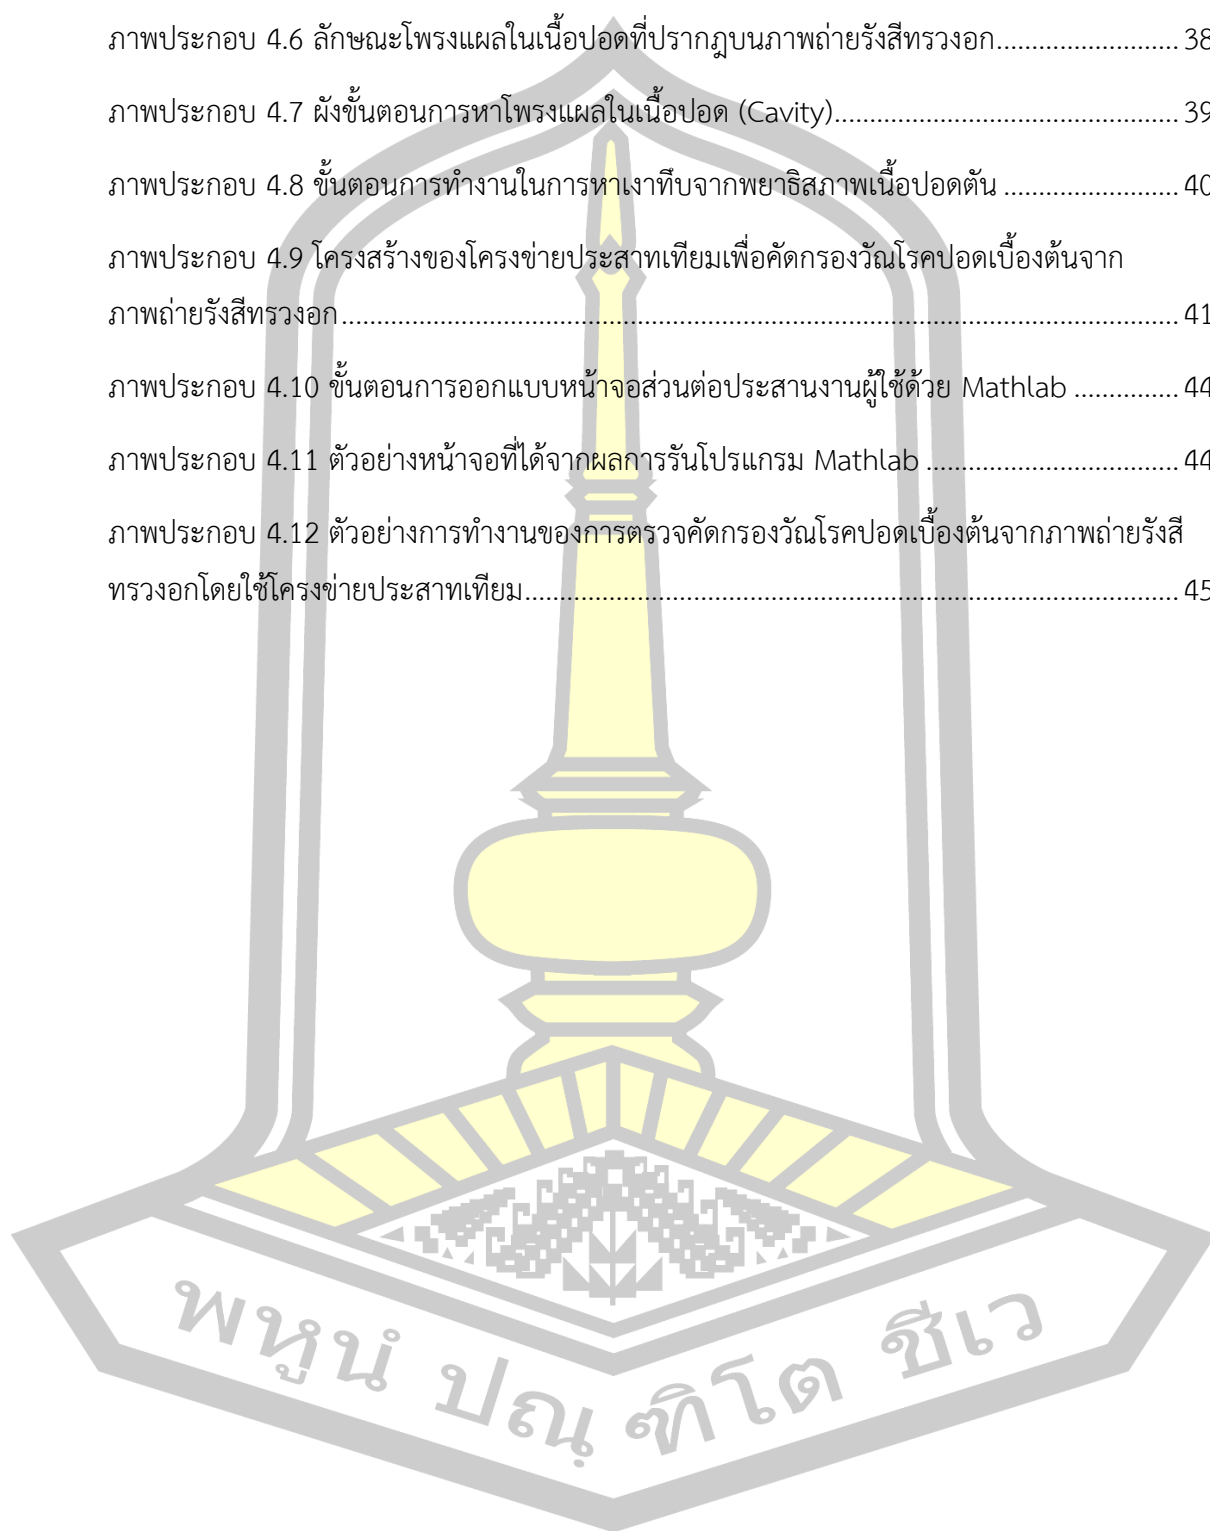 ภาพประกอบ 4.6 ลักษณะโพรงแผลในเนื้อปอดที่ปรากฎบนภาพถ่ายรังสีทรวงอก.......................... 38
ภาพประกอบ 4.7 ผังขั้นตอนการหาโพรงแผลในเนื้อปอด (Cavity)................................................. 39
ภาพประกอบ 4.8 ขั้นตอนการทำงานในการหาเงาทึบจากพยาธิสภาพเนื้อปอดตัน ......................... 40
ภาพประกอบ 4.9 โครงสร้างของโครงข่ายประสาทเทียมเพื่อคัดกรองวัณโรคปอดเบื้องต้นจาก
ภาพถ่ายรังสีทรวงอก....................................................................................................................... 41
ภาพประกอบ 4.10 ขั้นตอนการออกแบบหน้าจอส่วนต่อประสานงานผู้ใช้ด้วย Mathlab ............... 44
ภาพประกอบ 4.11 ตัวอย่างหน้าจอที่ได้จากผลการรันโปรแกรม Mathlab .................................... 44
ภาพประกอบ 4.12 ตัวอย่างการทำงานของการตรวจคัดกรองวัณโรคปอดเบื้องต้นจากภาพถ่ายรังสี
ทรวงอกโดยใช้โครงข่ายประสาทเทียม............................................................................................. 45
พหูนํ ปณฺฑิโต ชีเว